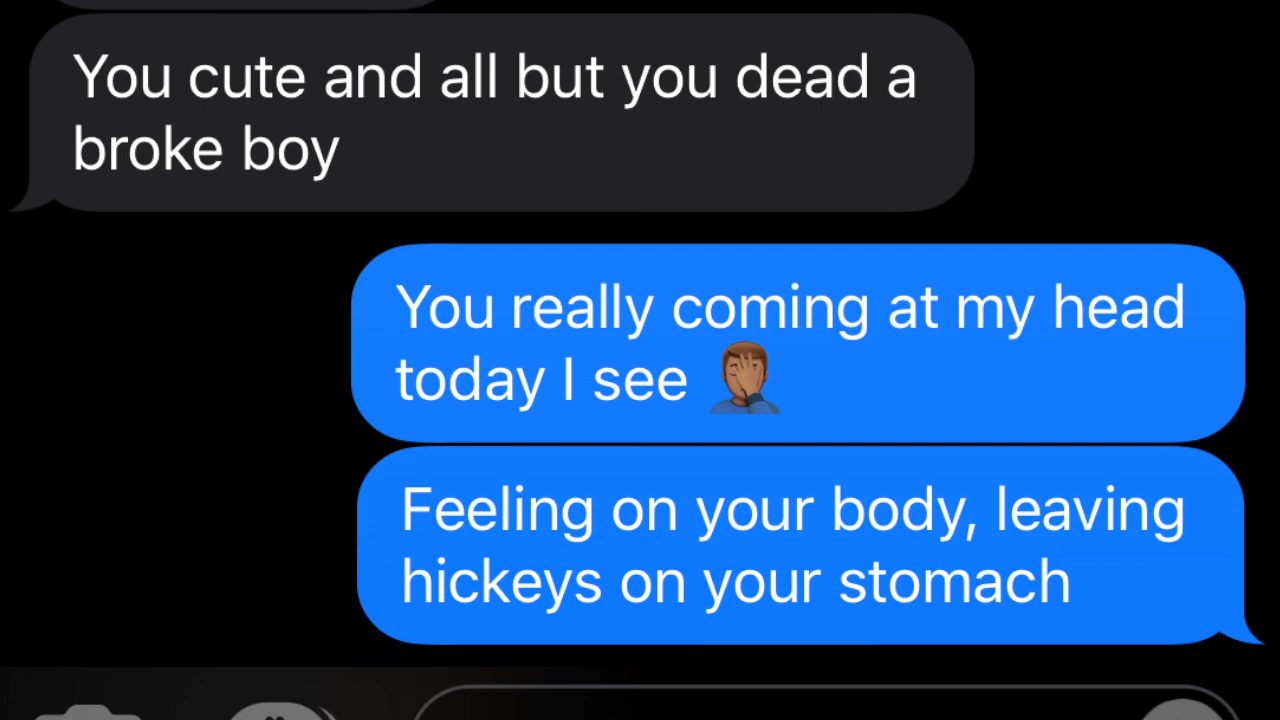 You cute and all but you dead a
broke boy
You really coming at my head
today I see 🤦🏽‍♂️
Feeling on your body, leaving
hickeys on your stomach